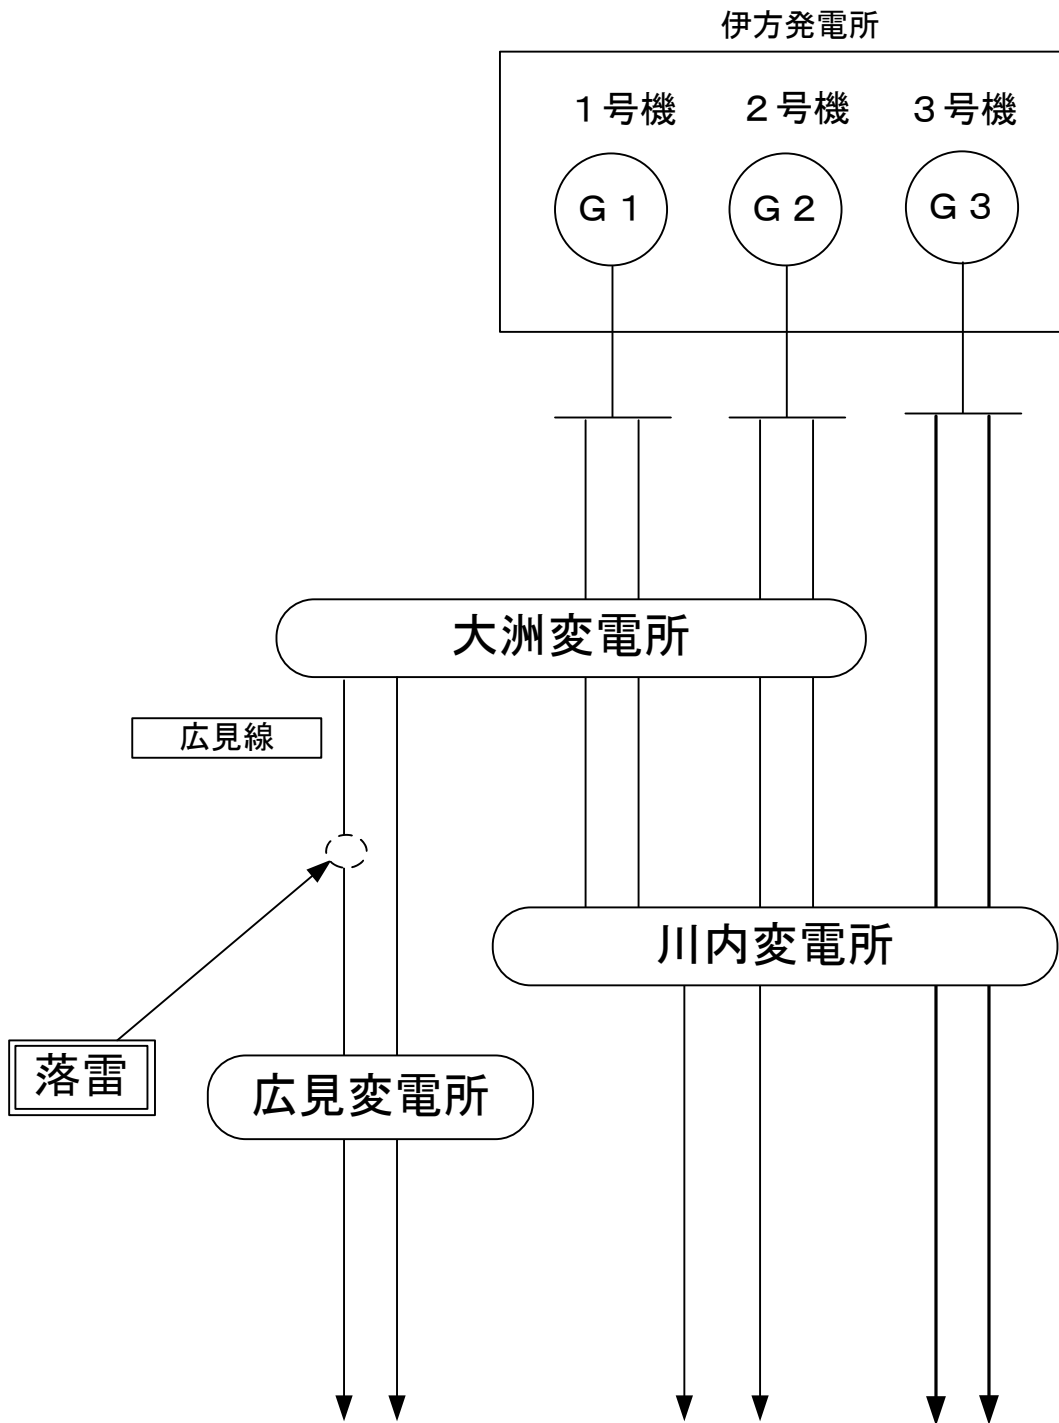 伊方発電所
１号機 ２号機 ３号機
Ｇ１ Ｇ２ Ｇ３
大洲変電所
広見線
川内変電所
落雷
広見変電所